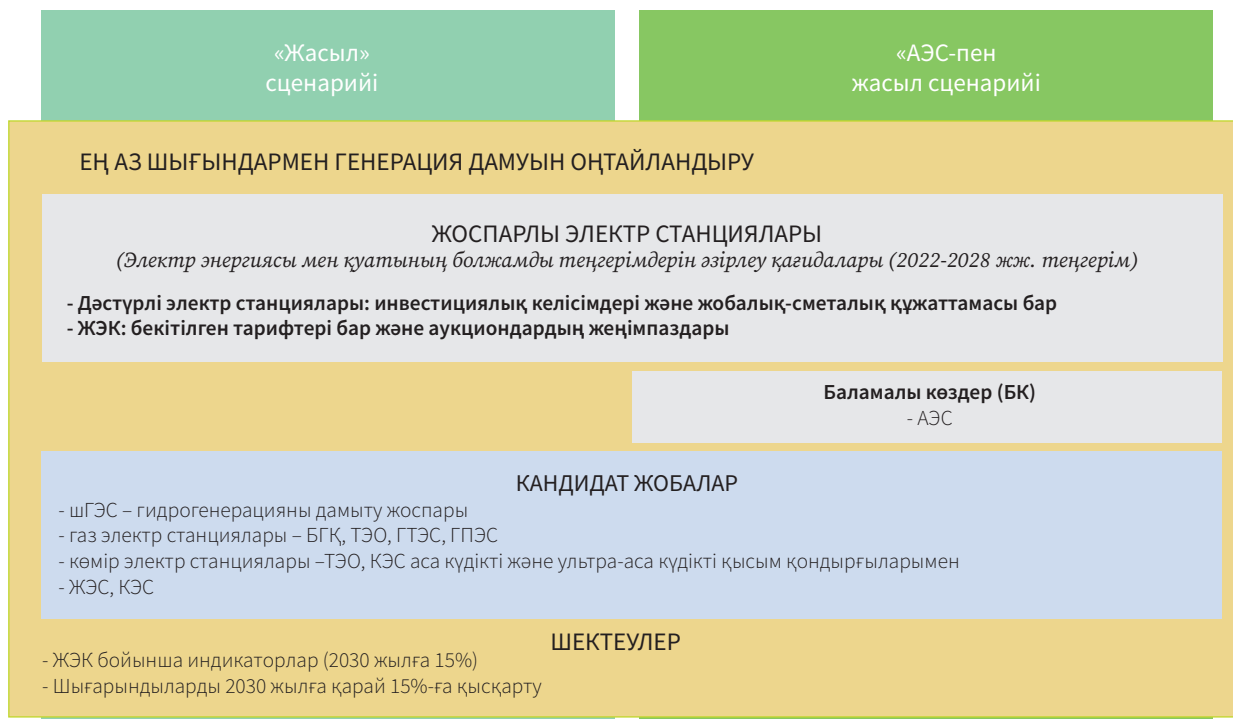 «Жасыл»
сценарийі
«АЭС-пен
жасыл сценарийі
ЕҢ АЗ ШЫҒЫНДАРМЕН ГЕНЕРАЦИЯ ДАМУЫН ОҢТАЙЛАНДЫРУ
ЖОСПАРЛЫ ЭЛЕКТР СТАНЦИЯЛАРЫ
(Электр энергиясы мен қуатының болжамды теңгерімдерін әзірлеу қағидалары (2022-2028 жж. теңгерім)
- Дәстүрлі электр станциялары: инвестициялық келісімдері және жобалық-сметалық құжаттамасы бар
- ЖЭК: бекітілген тарифтері бар және аукциондардың жеңімпаздары
Баламалы көздер (БК)
- АЭС
КАНДИДАТ ЖОБАЛАР
- шГЭС – гидрогенерацияны дамыту жоспары
- газ электр станциялары – БГҚ, ТЭО, ГТЭС, ГПЭС
- көмір электр станциялары –ТЭО, КЭС аса күдікті және ультра-аса күдікті қысым қондырғыларымен
- ЖЭС, КЭС
ШЕКТЕУЛЕР
- ЖЭК бойынша индикаторлар (2030 жылға 15%)
- Шығарындыларды 2030 жылға қарай 15%-ға қысқарту